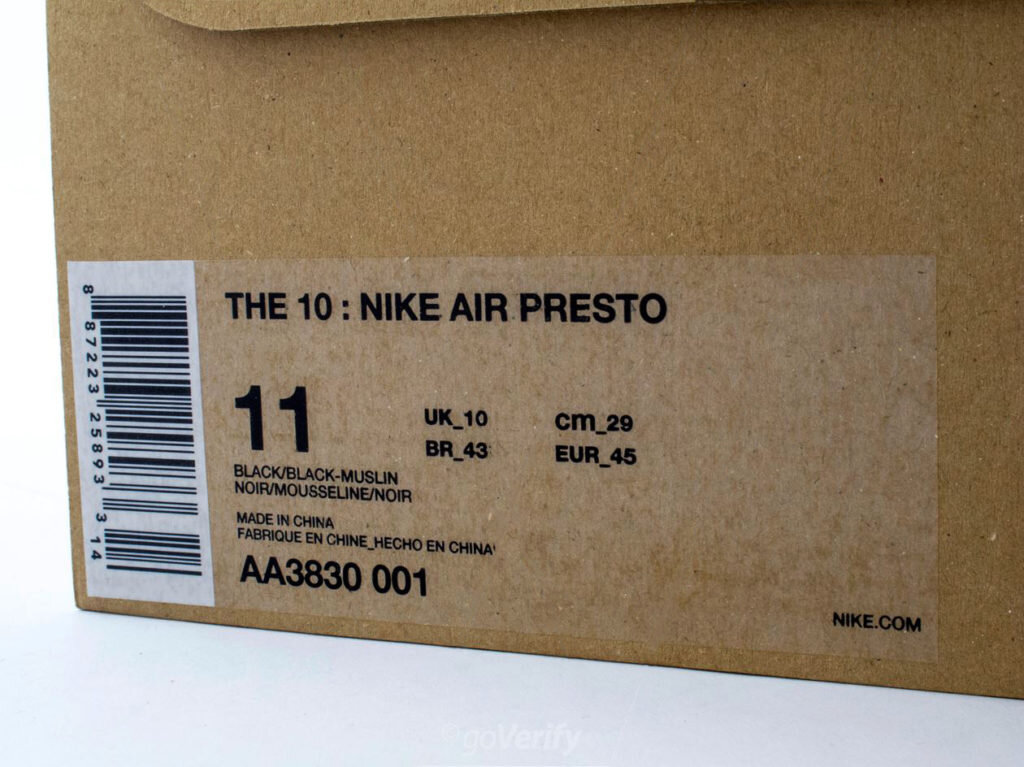 THE 10 : NIKE AIR PRESTO
11
UK_10 cm_29
BR_43 EUR_45
BLACK/BLACK-MUSLIN
NOIR/MOUSSELINE/NOIR
MADE IN CHINA
FABRIQUE EN CHINE_HECHO EN CHINA
AA3830 001
NIKE.COM
8 87223 25893 3 14
©goVerify